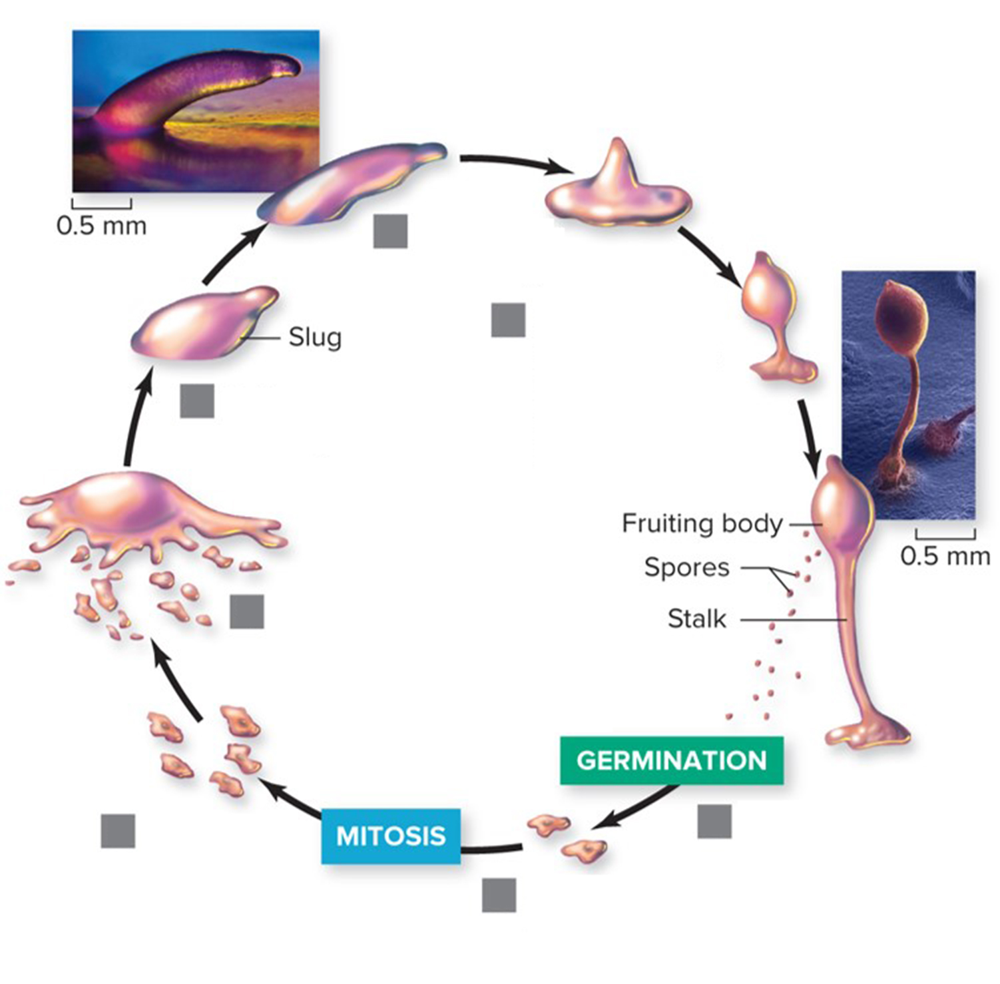 0.5 mm
Slug
Fruiting body
0.5 mm
Spores
Stalk
GERMINATION
MITOSIS